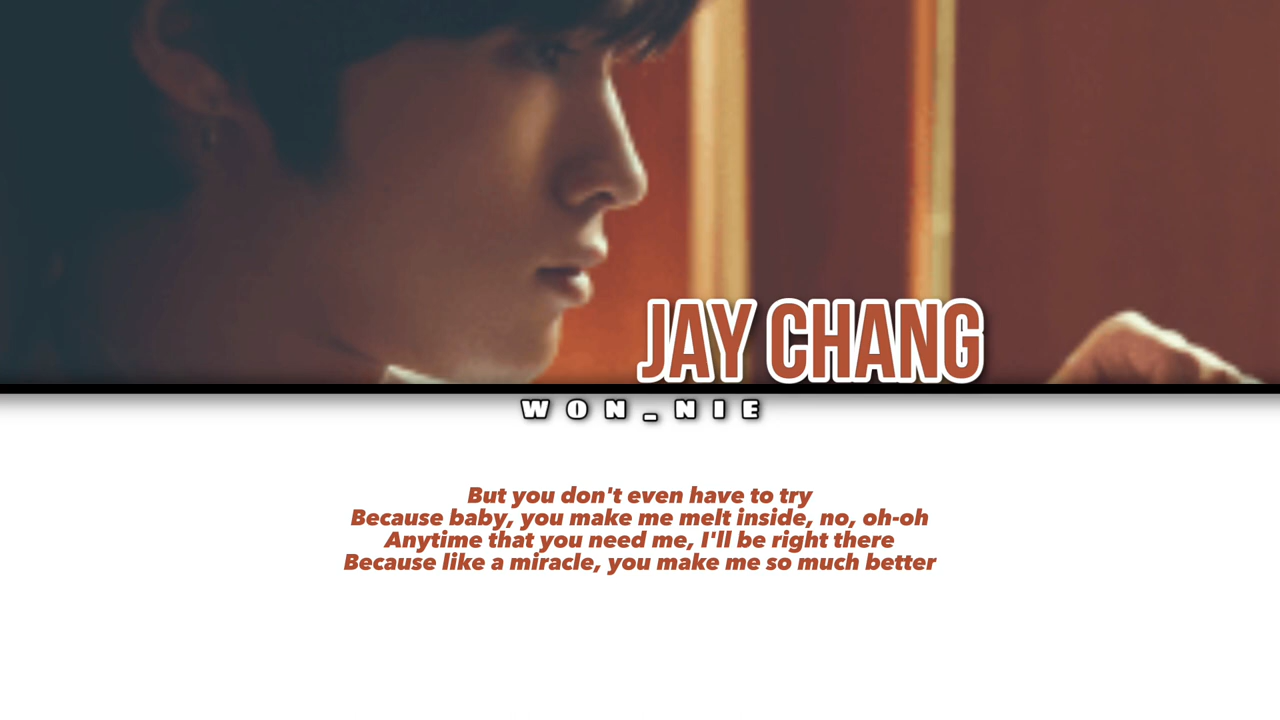 JAY CHANG
WON_NIE
But you don't even have to try
Because baby, you make me melt inside, no, oh-oh
Anytime that you need me, I'll be right there
Because like a miracle, you make me so much better